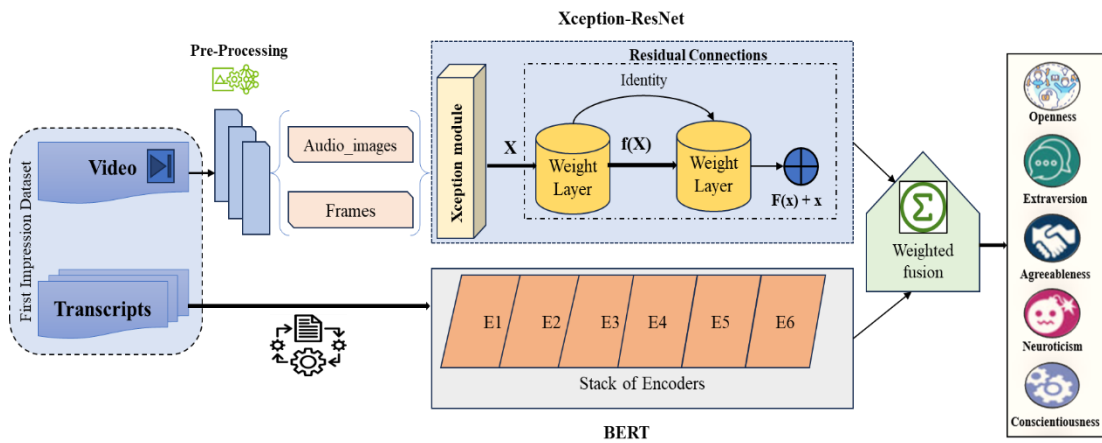 Xception-ResNet
Pre-Processing
Residual Connections
Identity
First Impression Dataset
Video
Audio_images
Frames
Xception module
X
Weight
Layer
f(X)
Weight
Layer
F(x) + x
Transcripts
E1
E2
E3
E4
E5
E6
Stack of Encoders
BERT
Σ
Weighted
fusion
Openness
Extraversion
Agreeableness
Neuroticism
Conscientiousness